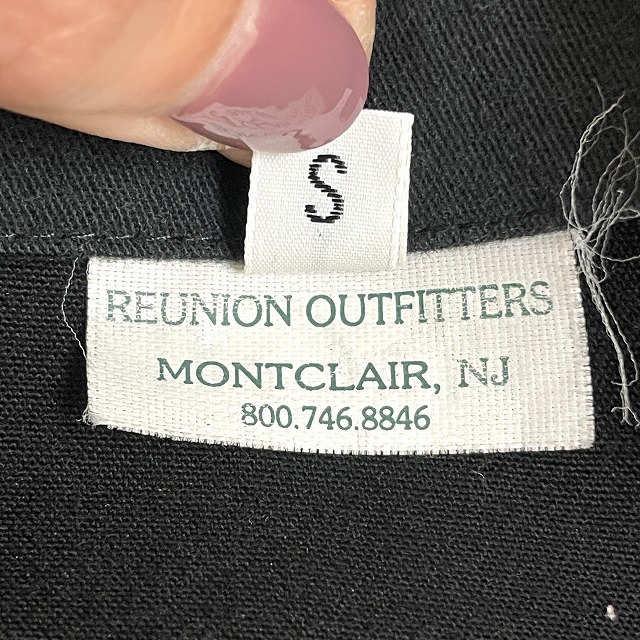 S
REUNION OUTFITTERS
MONTCLAIR, NJ
800.746.8846